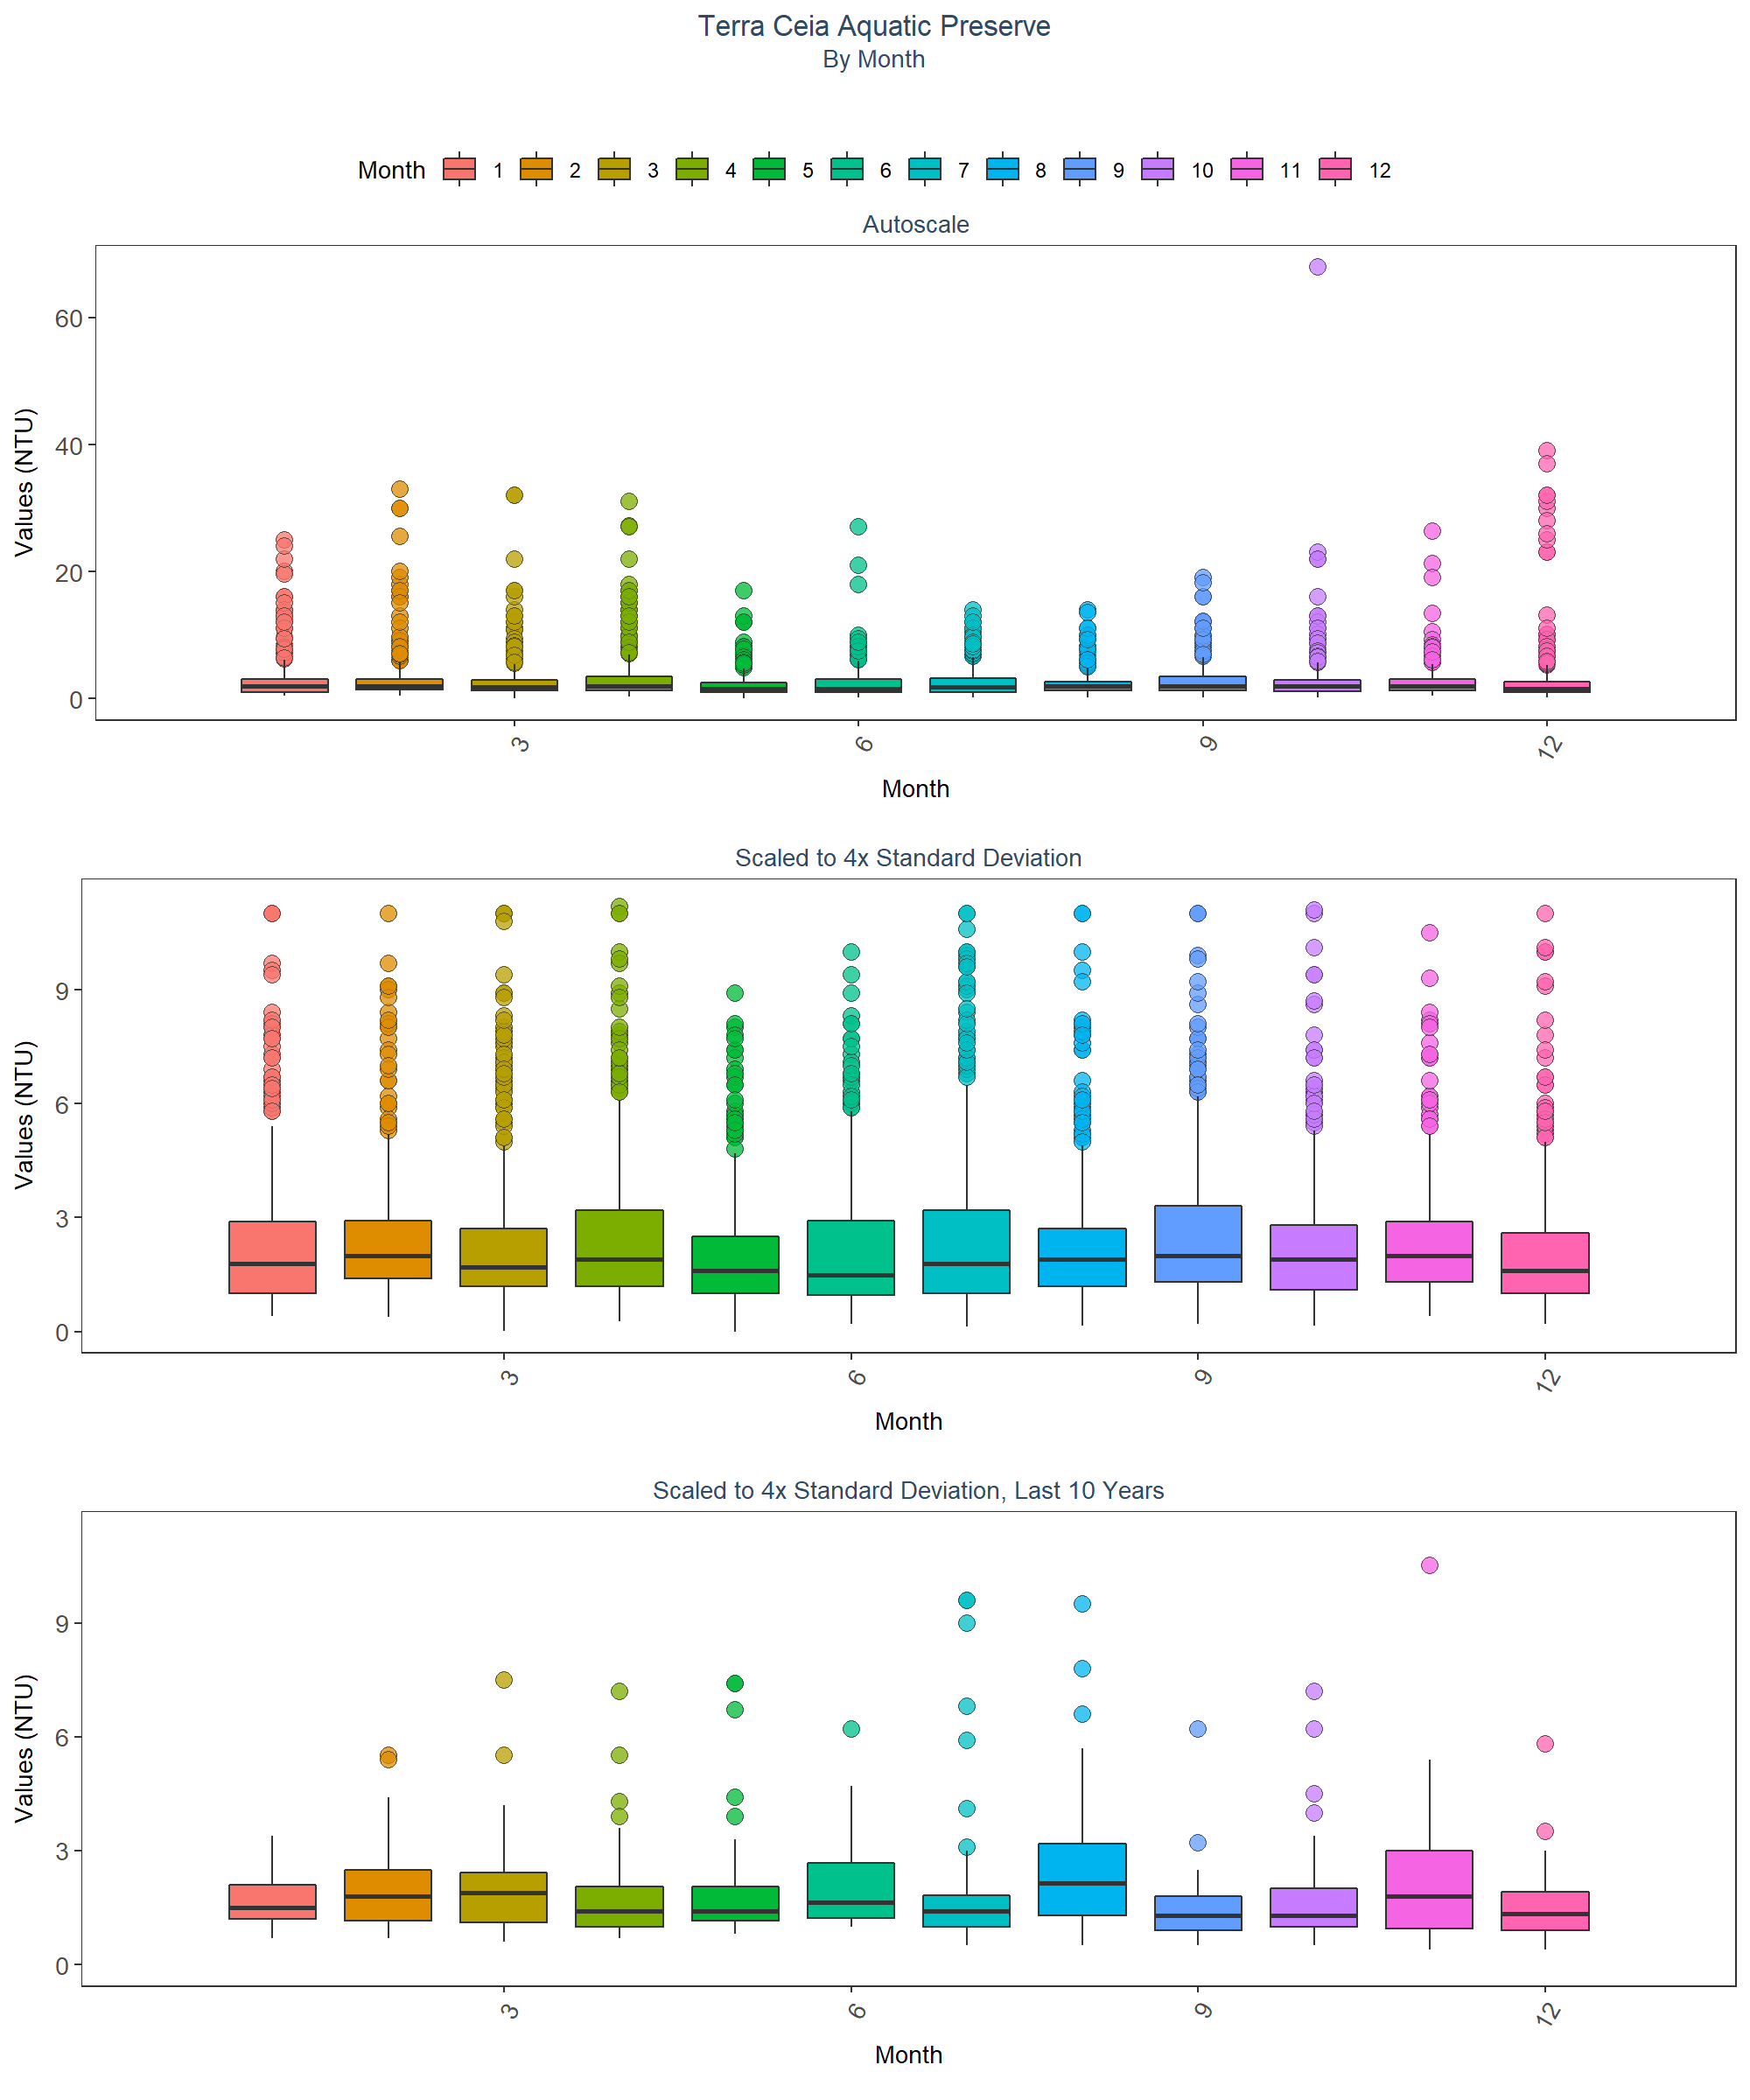 Terra Ceia Aquatic Preserve
By Month
Month 1 2 3 4 5 6 7 8 9 10 11 12
Autoscale
Values (NTU)
60
40
20
0
3 6 9 12
Month
Scaled to 4x Standard Deviation
Values (NTU)
9
6
3
0
3 6 9 12
Month
Scaled to 4x Standard Deviation, Last 10 Years
Values (NTU)
9
6
3
0
3 6 9 12
Month